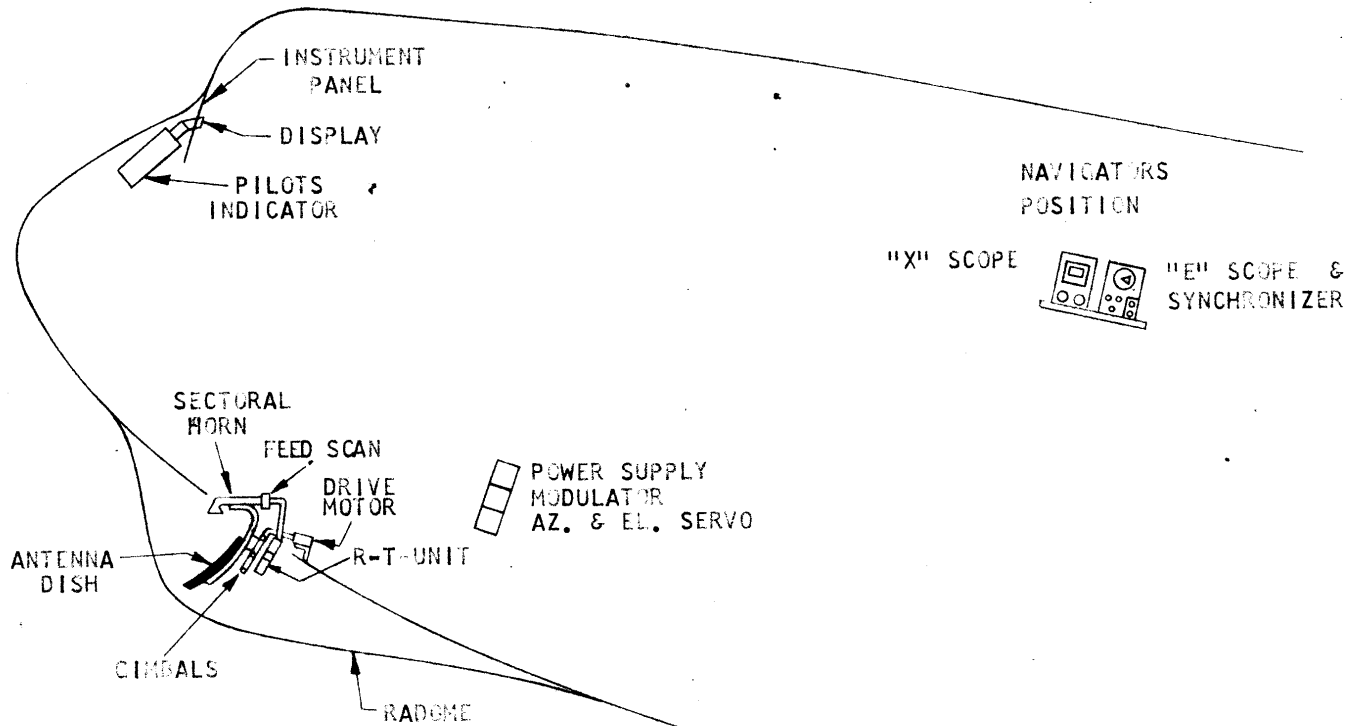 INSTRUMENT
PANEL
DISPLAY
PILOTS
INDICATOR
NAVIGATORS
POSITION
"X" SCOPE
"E" SCOPE &
SYNCHRONIZER
SECTORAL
HORN
FEED SCAN
DRIVE
MOTOR
POWER SUPPLY
MODULATOR
AZ. & EL. SERVO
R-T-UNIT
ANTENNA
DISH
GIMBALS
RADOME